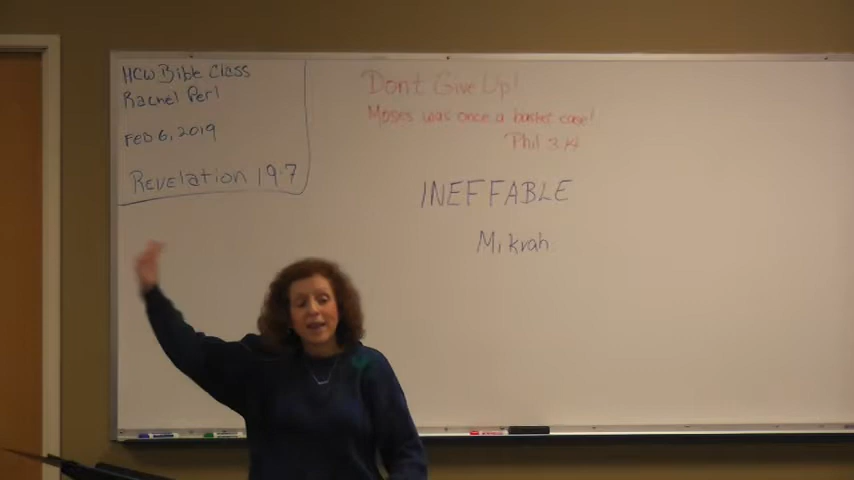 HCW Bible Class
Rachel Perl
Feb 6, 2019
Revelation 19:7
Don't Give Up!
Moses was once a basket case!
Phil 3:14
INEFFABLE
Mikrah